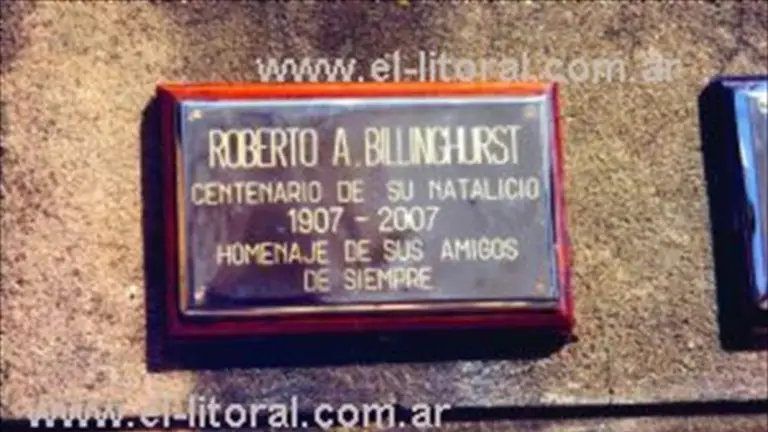 www.el-litoral.com.ar
ROBERTO A. BILLINGHURST
CENTENARIO DE SU NATALICIO
1907 - 2007
HOMENAJE DE SUS AMIGOS
DE SIEMPRE
www.el-litoral.com.ar